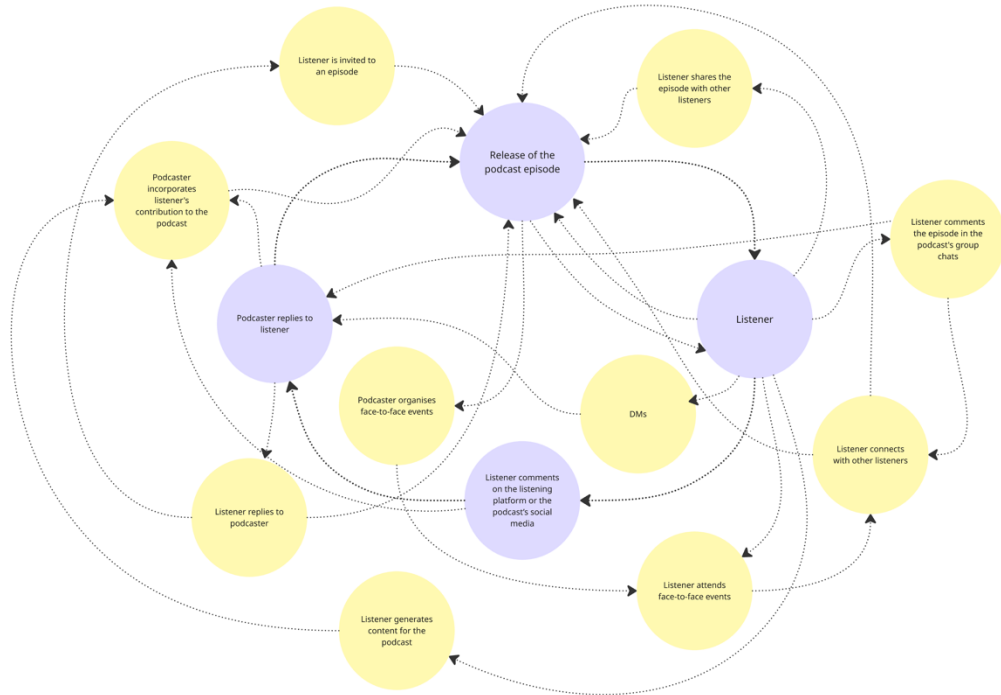 Listener is invited to
an episode
Listener shares the
episode with other
listeners
Release of the
podcast episode
Podcaster
incorporates
listener's
contribution to the
podcast
Listener comments
the episode in the
podcast's group
chats
Podcaster replies to
listener
Listener
Podcaster organises
face-to-face events
DMs
Listener connects
with other listeners
Listener comments
on the listening
platform or the
podcast's social
media
Listener replies to
podcaster
Listener attends
face-to-face events
Listener generates
content for the
podcast